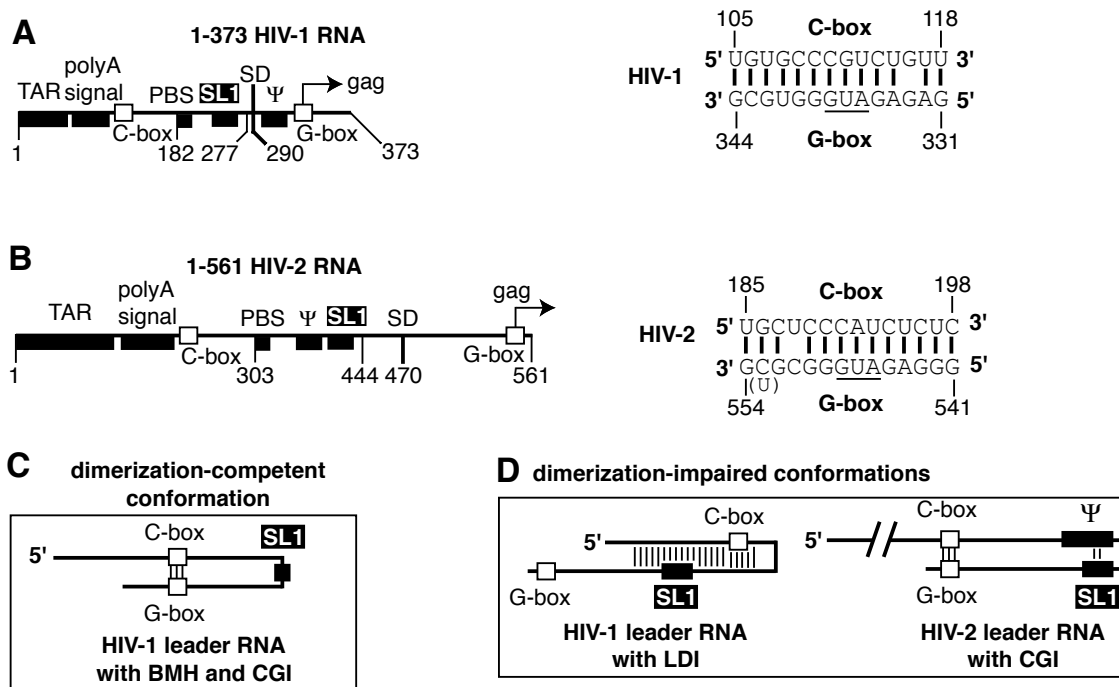 A
1-373 HIV-1 RNA
TAR
polyA
signal
C-box
PBS
SL1
SD
Ψ
gag
G-box
1
182
277
290
373
HIV-1
105
C-box
118
5' UGUGCCCGUCUGUU 3'
3' GCGUGGGUAGAGAG 5'
344
G-box
331
B
1-561 HIV-2 RNA
TAR
polyA
signal
C-box
PBS
Ψ
SL1
SD
gag
G-box
1
303
444
470
561
HIV-2
185
C-box
198
5' UGCUCCCAUCUCUC 3'
3' GCGCGGGUAGAGGG 5'
(U)
554
G-box
541
C
dimerization-competent
conformation
C-box
SL1
5'
G-box
HIV-1 leader RNA
with BMH and CGI
D dimerization-impaired conformations
C-box
5'
G-box
SL1
HIV-1 leader RNA
with LDI
C-box
Ψ
5'
G-box
SL1
HIV-2 leader RNA
with CGI